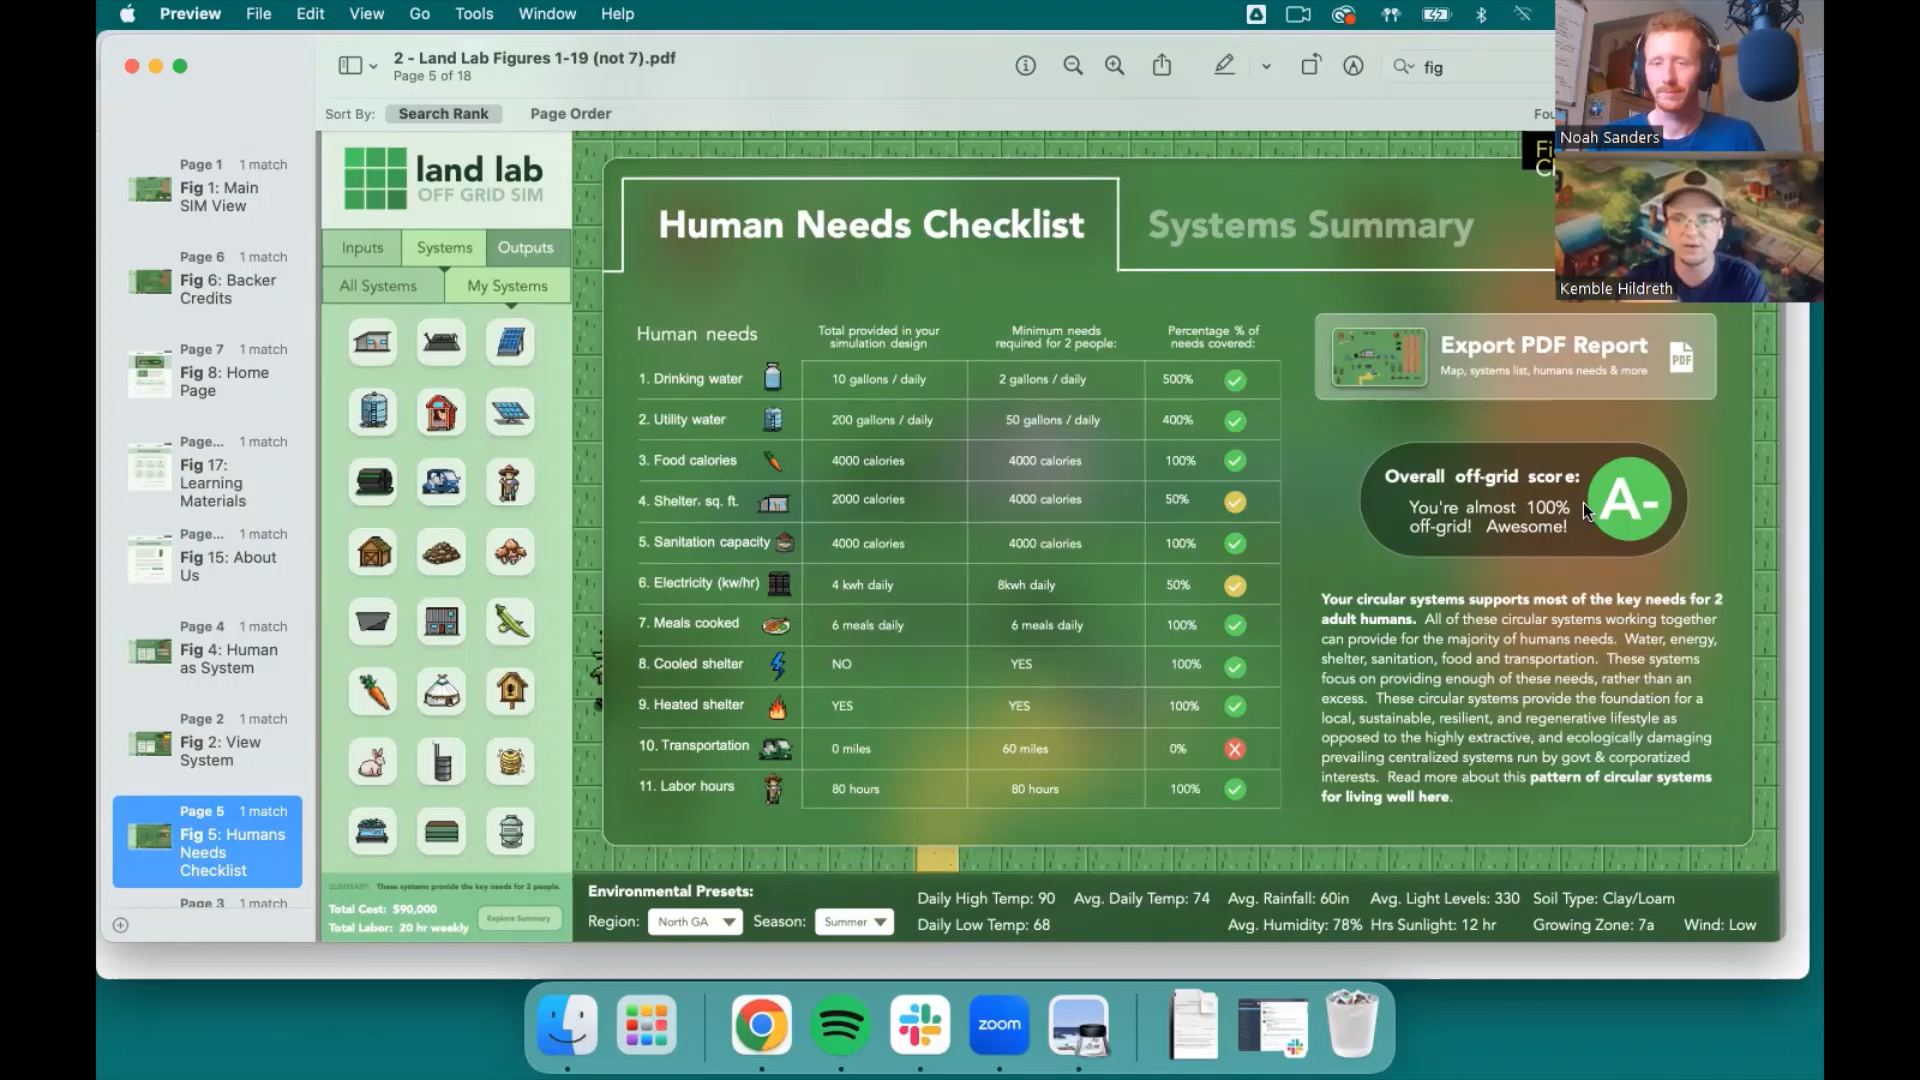 Preview File Edit View Go Tools Window Help
2 - Land Lab Figures 1-19 (not 7).pdf
Page 5 of 18
fig
Sort By: Search Rank Page Order
Page 1 1 match
Fig 1: Main SIM View
Page 6 1 match
Fig 6: Backer Credits
Page 7 1 match
Fig 8: Home Page
Page... 1 match
Fig 17: Learning Materials
Page... 1 match
Fig 15: About Us
Page 4 1 match
Fig 4: Human as System
Page 2 1 match
Fig 2: View System
Page 5 1 match
Fig 5: Humans Needs Checklist
Page 3 1 match
land lab
OFF GRID SIM
Inputs Systems Outputs
All Systems My Systems
SUMMARY: These systems provide the key needs for 2 people.
Total Cost: $90,000
Total Labor: 20 hr weekly
Explore Summary
Human Needs Checklist Systems Summary
Human needs
Total provided in your simulation design
Minimum needs required for 2 people:
Percentage % of needs covered:
1. Drinking water 10 gallons / daily 2 gallons / daily 500%
2. Utility water 200 gallons / daily 50 gallons / daily 400%
3. Food calories 4000 calories 4000 calories 100%
4. Shelter, sq. ft. 2000 calories 4000 calories 50%
5. Sanitation capacity 4000 calories 4000 calories 100%
6. Electricity (kw/hr) 4 kwh daily 8kwh daily 50%
7. Meals cooked 6 meals daily 6 meals daily 100%
8. Cooled shelter NO YES 100%
9. Heated shelter YES YES 100%
10. Transportation 0 miles 60 miles 0%
11. Labor hours 80 hours 80 hours 100%
Export PDF Report
Map, systems list, humans needs & more
PDF
Overall off-grid score:
You're almost 100%
off-grid! Awesome!
A-
Your circular systems supports most of the key needs for 2
adult humans. All of these circular systems working together
can provide for the majority of humans needs. Water, energy,
shelter, sanitation, food and transportation. These systems
focus on providing enough of these needs, rather than an
excess. These circular systems provide the foundation for a
local, sustainable, resilient, and regenerative lifestyle as
opposed to the highly extractive, and ecologically damaging
prevailing centralized systems run by govt & corporatized
interests. Read more about this pattern of circular systems
for living well here.
Environmental Presets:
Region: North GA Season: Summer
Daily High Temp: 90 Avg. Daily Temp: 74 Avg. Rainfall: 60in Avg. Light Levels: 330 Soil Type: Clay/Loam
Daily Low Temp: 68 Avg. Humidity: 78% Hrs Sunlight: 12 hr Growing Zone: 7a Wind: Low
Noah Sanders
Kemble Hildreth
zoom